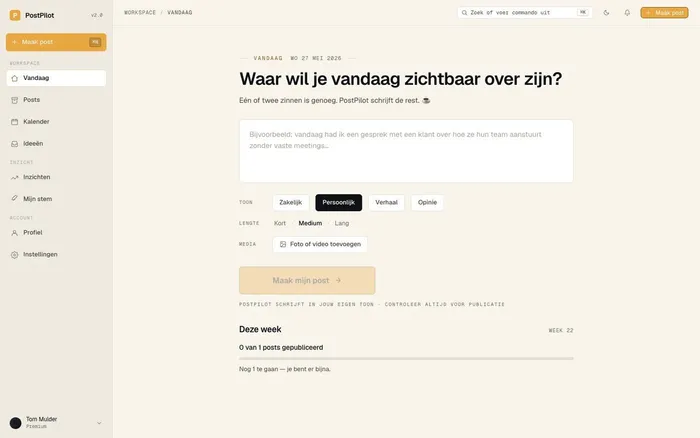 P PostPilot v2.0
+ Maak post
WORKSPACE
Vandaag
Posts
Kalender
Ideeën
INZICHT
Inzichten
Mijn stem
ACCOUNT
Profiel
Instellingen
Tom Mulder
Premium
WORKSPACE / VANDAAG
Zoek of voer commando uit
+ Maak post
VANDAAG WO 27 MEI 2026
Waar wil je vandaag zichtbaar over zijn?
Eén of twee zinnen is genoeg. PostPilot schrijft de rest.
Bijvoorbeeld: vandaag had ik een gesprek met een klant over hoe ze hun team aanstuurt
zonder vaste meetings…
TOON Zakelijk Persoonlijk Verhaal Opinie
LENGTE Kort · Medium · Lang
MEDIA Foto of video toevoegen
Maak mijn post →
POSTPILOT SCHRIJFT IN JOUW EIGEN TOON · CONTROLEER ALTIJD VOOR PUBLICATIE
Deze week WEEK 22
0 van 1 posts gepubliceerd
Nog 1 te gaan — je bent er bijna.